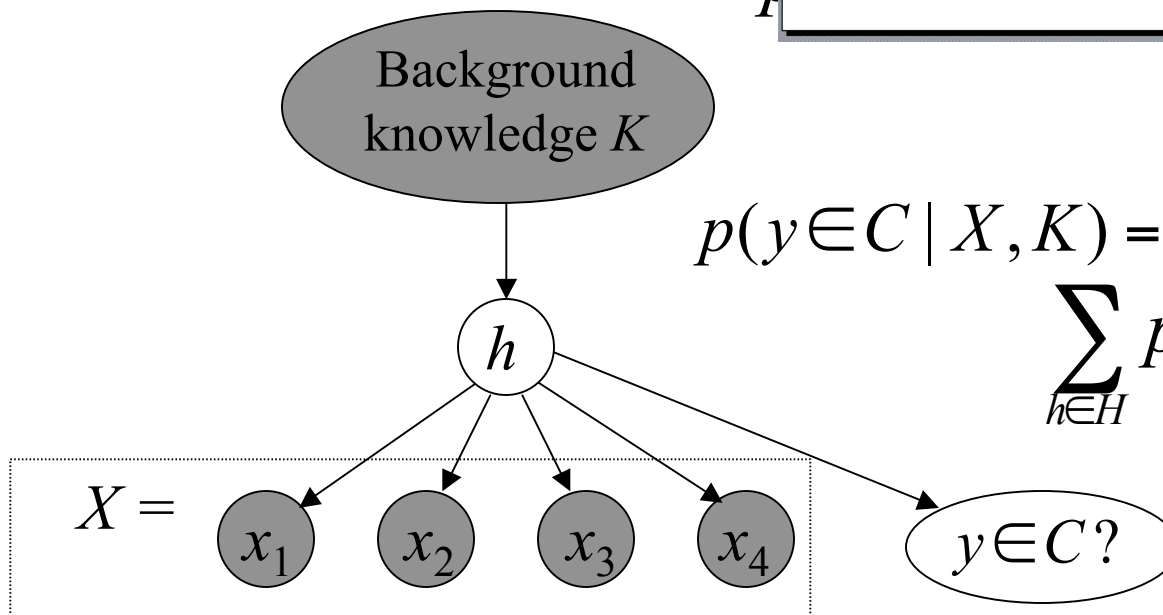 Background
knowledge K
p(y∈C | X, K) =
h
∑ p
h∈H
X =
x₁ x₂ x₃ x₄
y∈C?